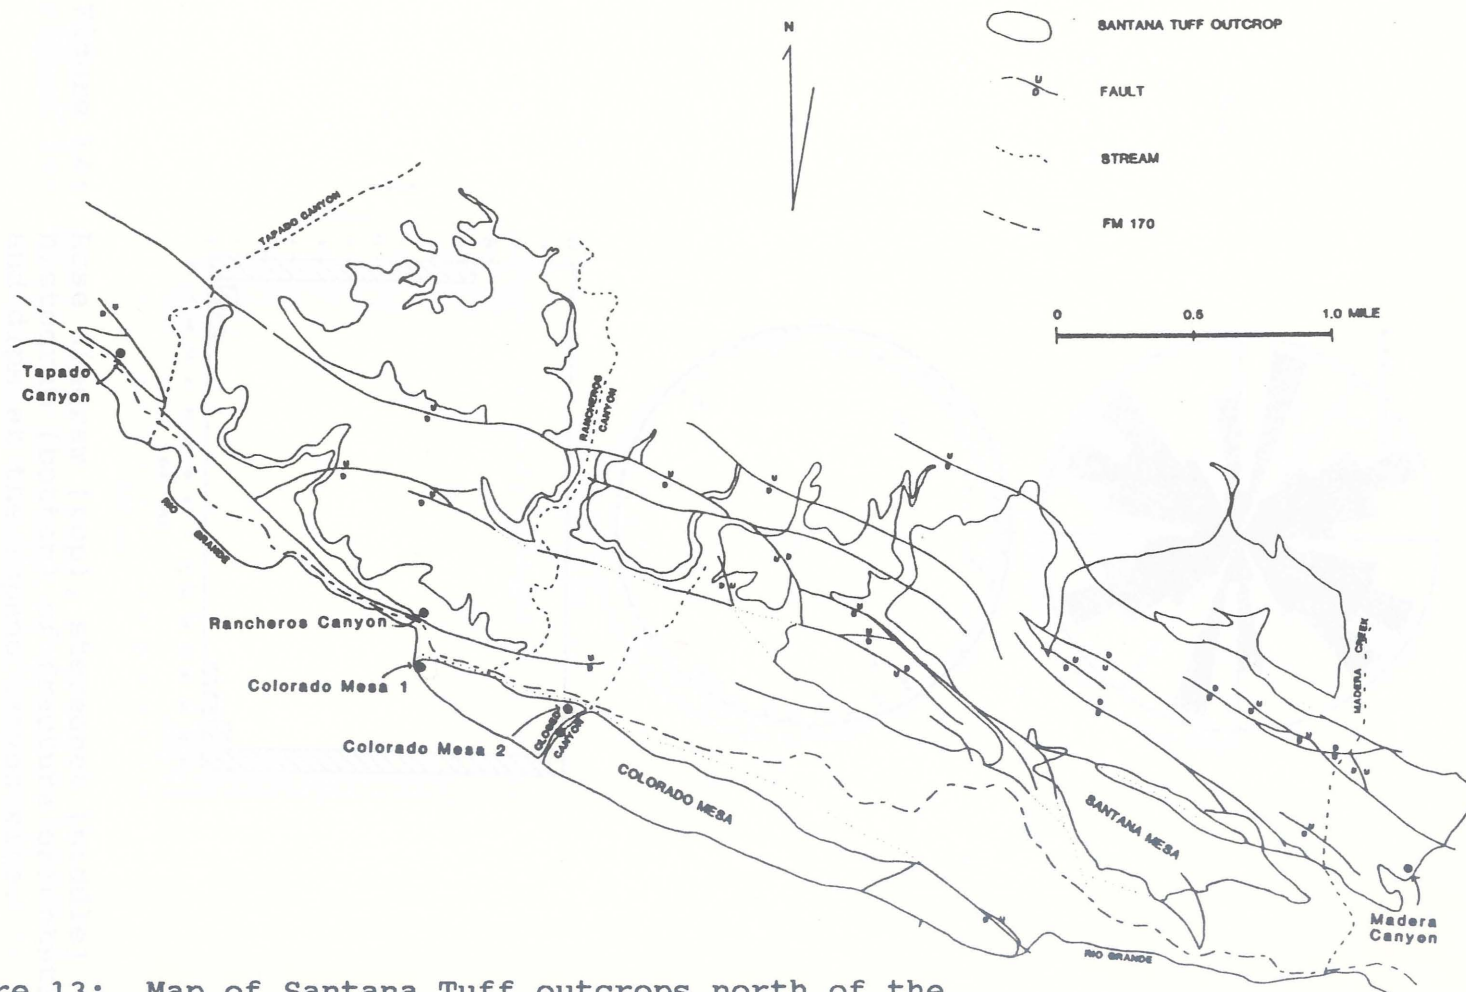 N
SANTANA TUFF OUTCROP
U
D
FAULT
STREAM
FM 170
0 0.5 1.0 MILE
TAPADO CANYON
RANCHEROS
CANYON
Tapado
Canyon
RIO
GRANDE
Rancheros Canyon
Colorado Mesa 1
Colorado Mesa 2
CLOSED
CANYON
COLORADO MESA
SANTANA MESA
MADERA CREEK
Madera
Canyon
RIO GRANDE
re 13: Map of Santana Tuff outcrops north of the